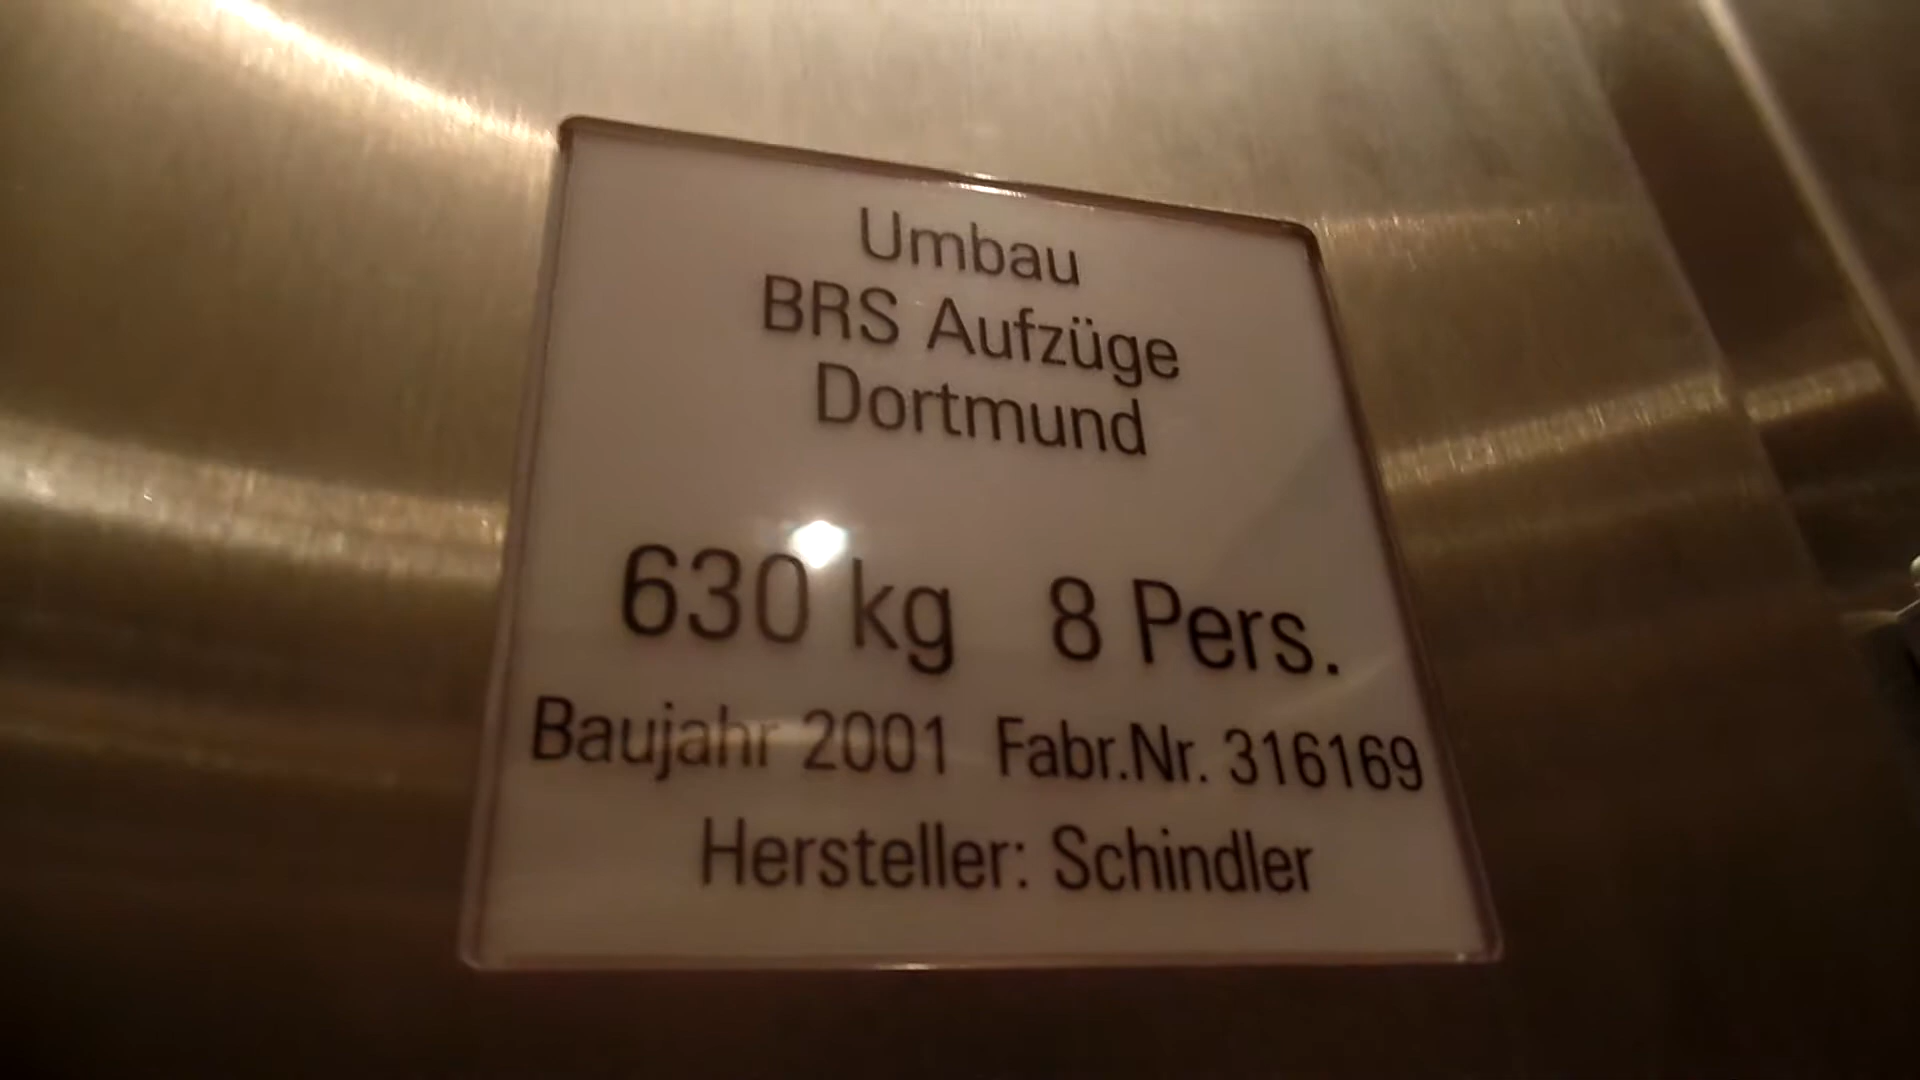 Umbau
BRS Aufzüge
Dortmund
630 kg 8 Pers.
Baujahr 2001 Fabr.Nr. 316169
Hersteller: Schindler